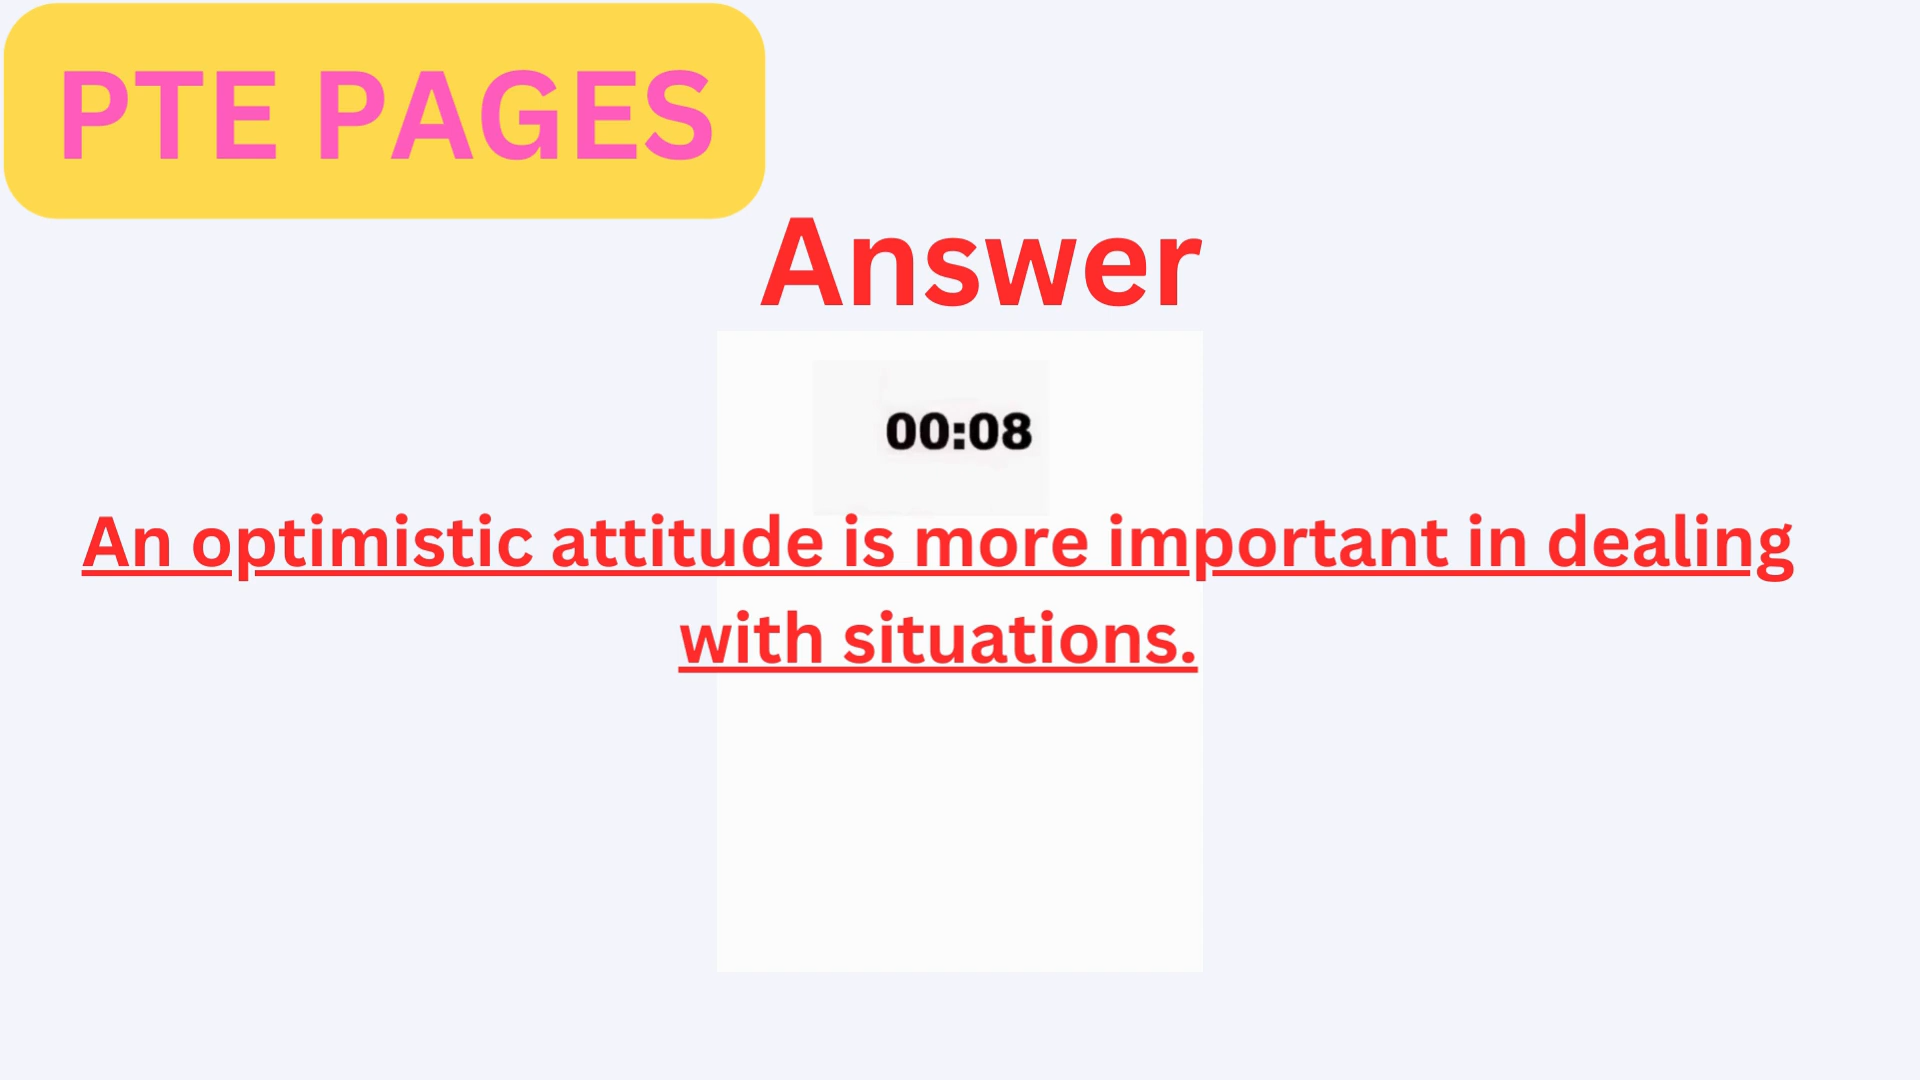 PTE PAGES
Answer
00:08
An optimistic attitude is more important in dealing
with situations.